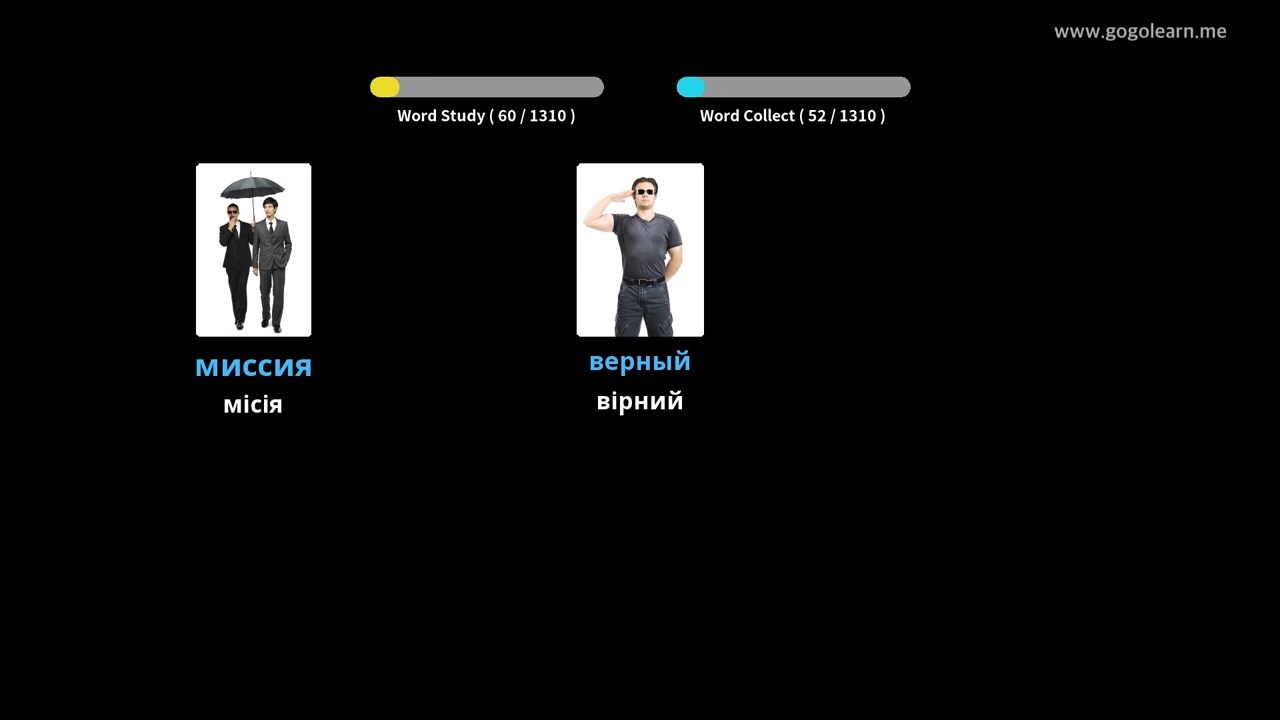 www.gogolearn.me
Word Study ( 60 / 1310 )
Word Collect ( 52 / 1310 )
миссия
місія
верный
вірний